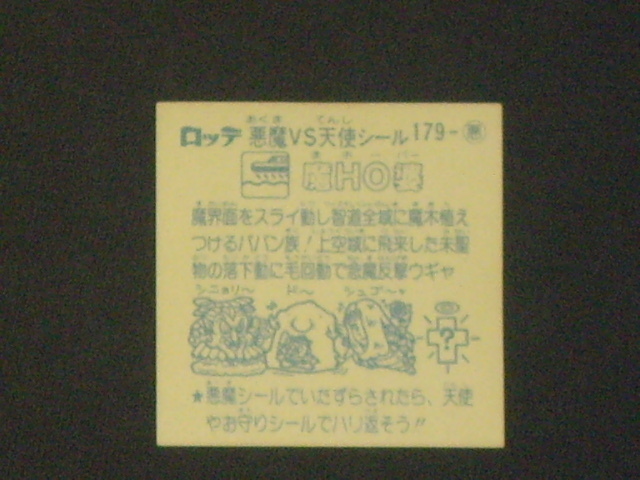 ロッテ 悪魔VS天使シール 179-悪
魔HO婆
魔界面をスライ動し智道全域に魔木植え
つけるババン族！上空域に飛来した未聖
物の落下動に毛回動で念魔反撃ウギャ
シニョリ〜 ド〜 シュゴ〜ャ
?
★悪魔シールでいたずらされたら、天使
やお守りシールでハリ返そう!!